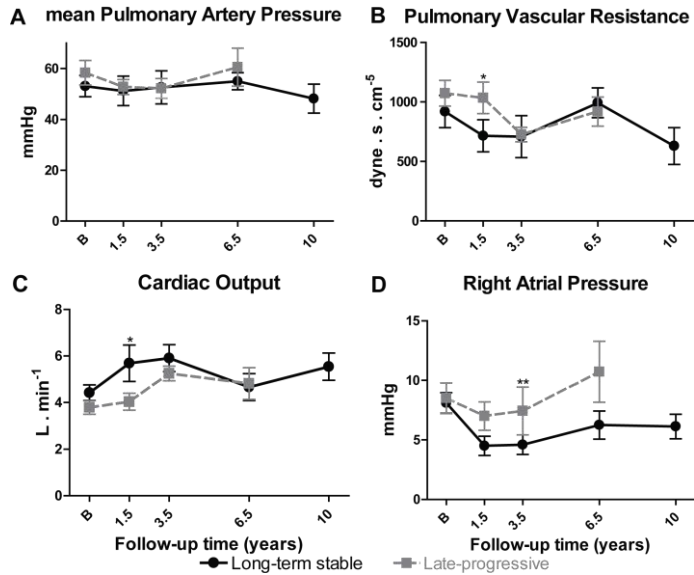 A mean Pulmonary Artery Pressure
mmHg
60
40
20
0
B 1.5 3.5 6.5 10
B Pulmonary Vascular Resistance
dyne . s . cm⁻⁵
1500
1000
500
0
*
B 1.5 3.5 6.5 10
C Cardiac Output
L . min⁻¹
8
6
4
2
0
*
B 1.5 3.5 6.5 10
Follow-up time (years)
D Right Atrial Pressure
mmHg
15
10
5
0
**
B 1.5 3.5 6.5 10
Follow-up time (years)
Long-term stable Late-progressive